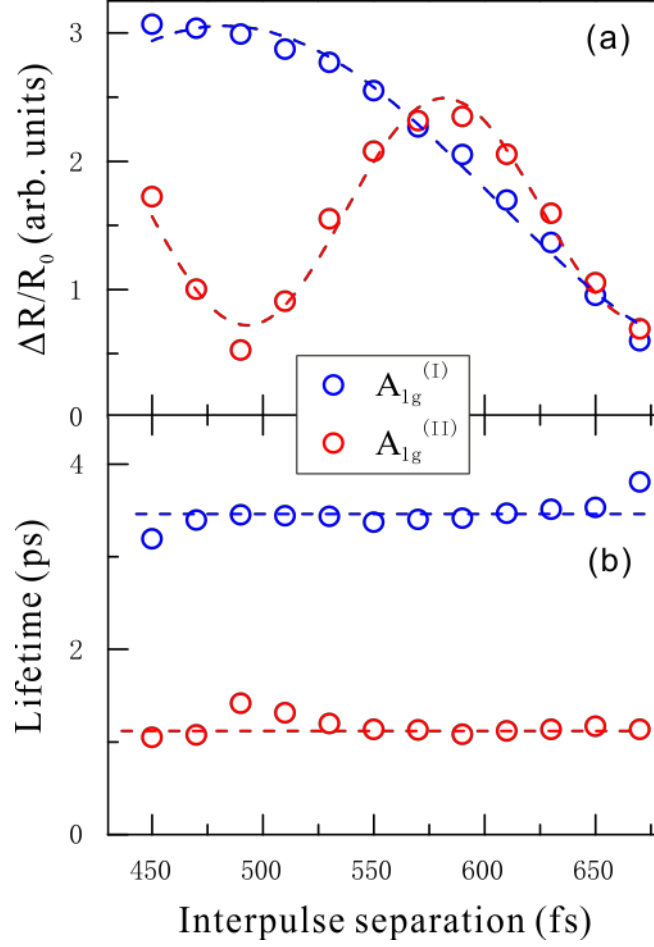 (a)
ΔR/R₀ (arb. units)
3
2
1
0
A₁g⁽ᴵ⁾
A₁g⁽ᴵᴵ⁾
(b)
Lifetime (ps)
4
2
0
450 500 550 600 650
Interpulse separation (fs)